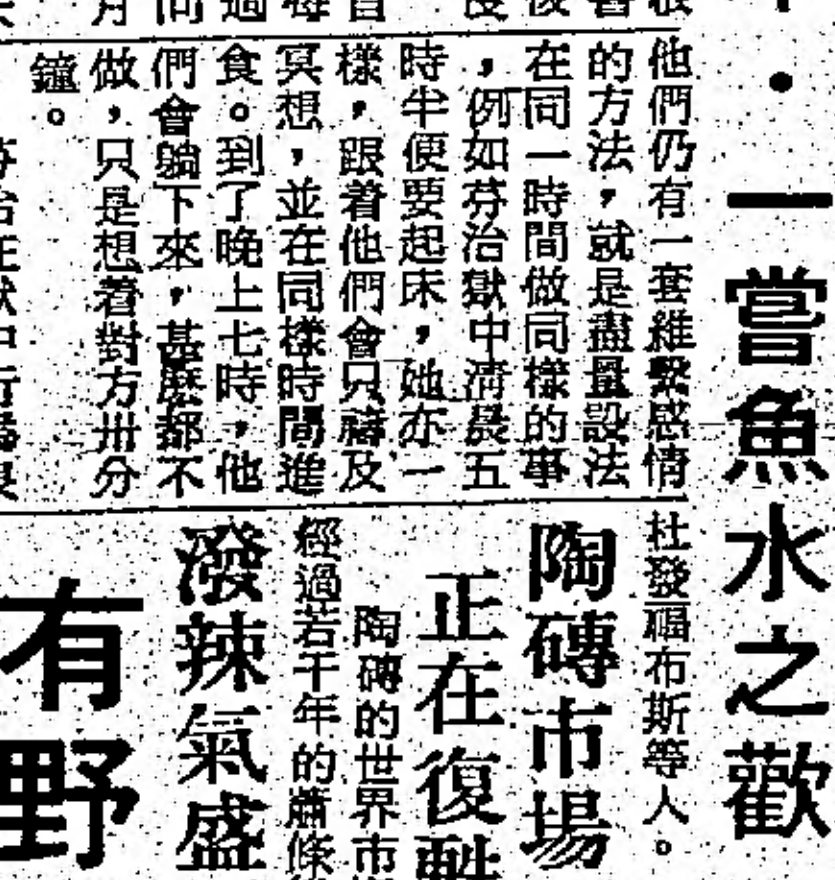 一嘗魚水之歡
他們仍有一套維繫感情
的方法，就是盡量設法
在同一時間做同樣的事
，例如芬治獄中清晨五
時半便要起床，她亦一
樣，跟着他們會只禱及
冥想，並在同樣時間進
食。到了晚上七時，他
們會躺下來，甚麼都不
做，只是想着對方卅分
鐘。
杜發福布斯等人。
陶磚市場
正在復甦
陶磚的世界市
經過若干年的蕭條
潑辣氣盛
有野